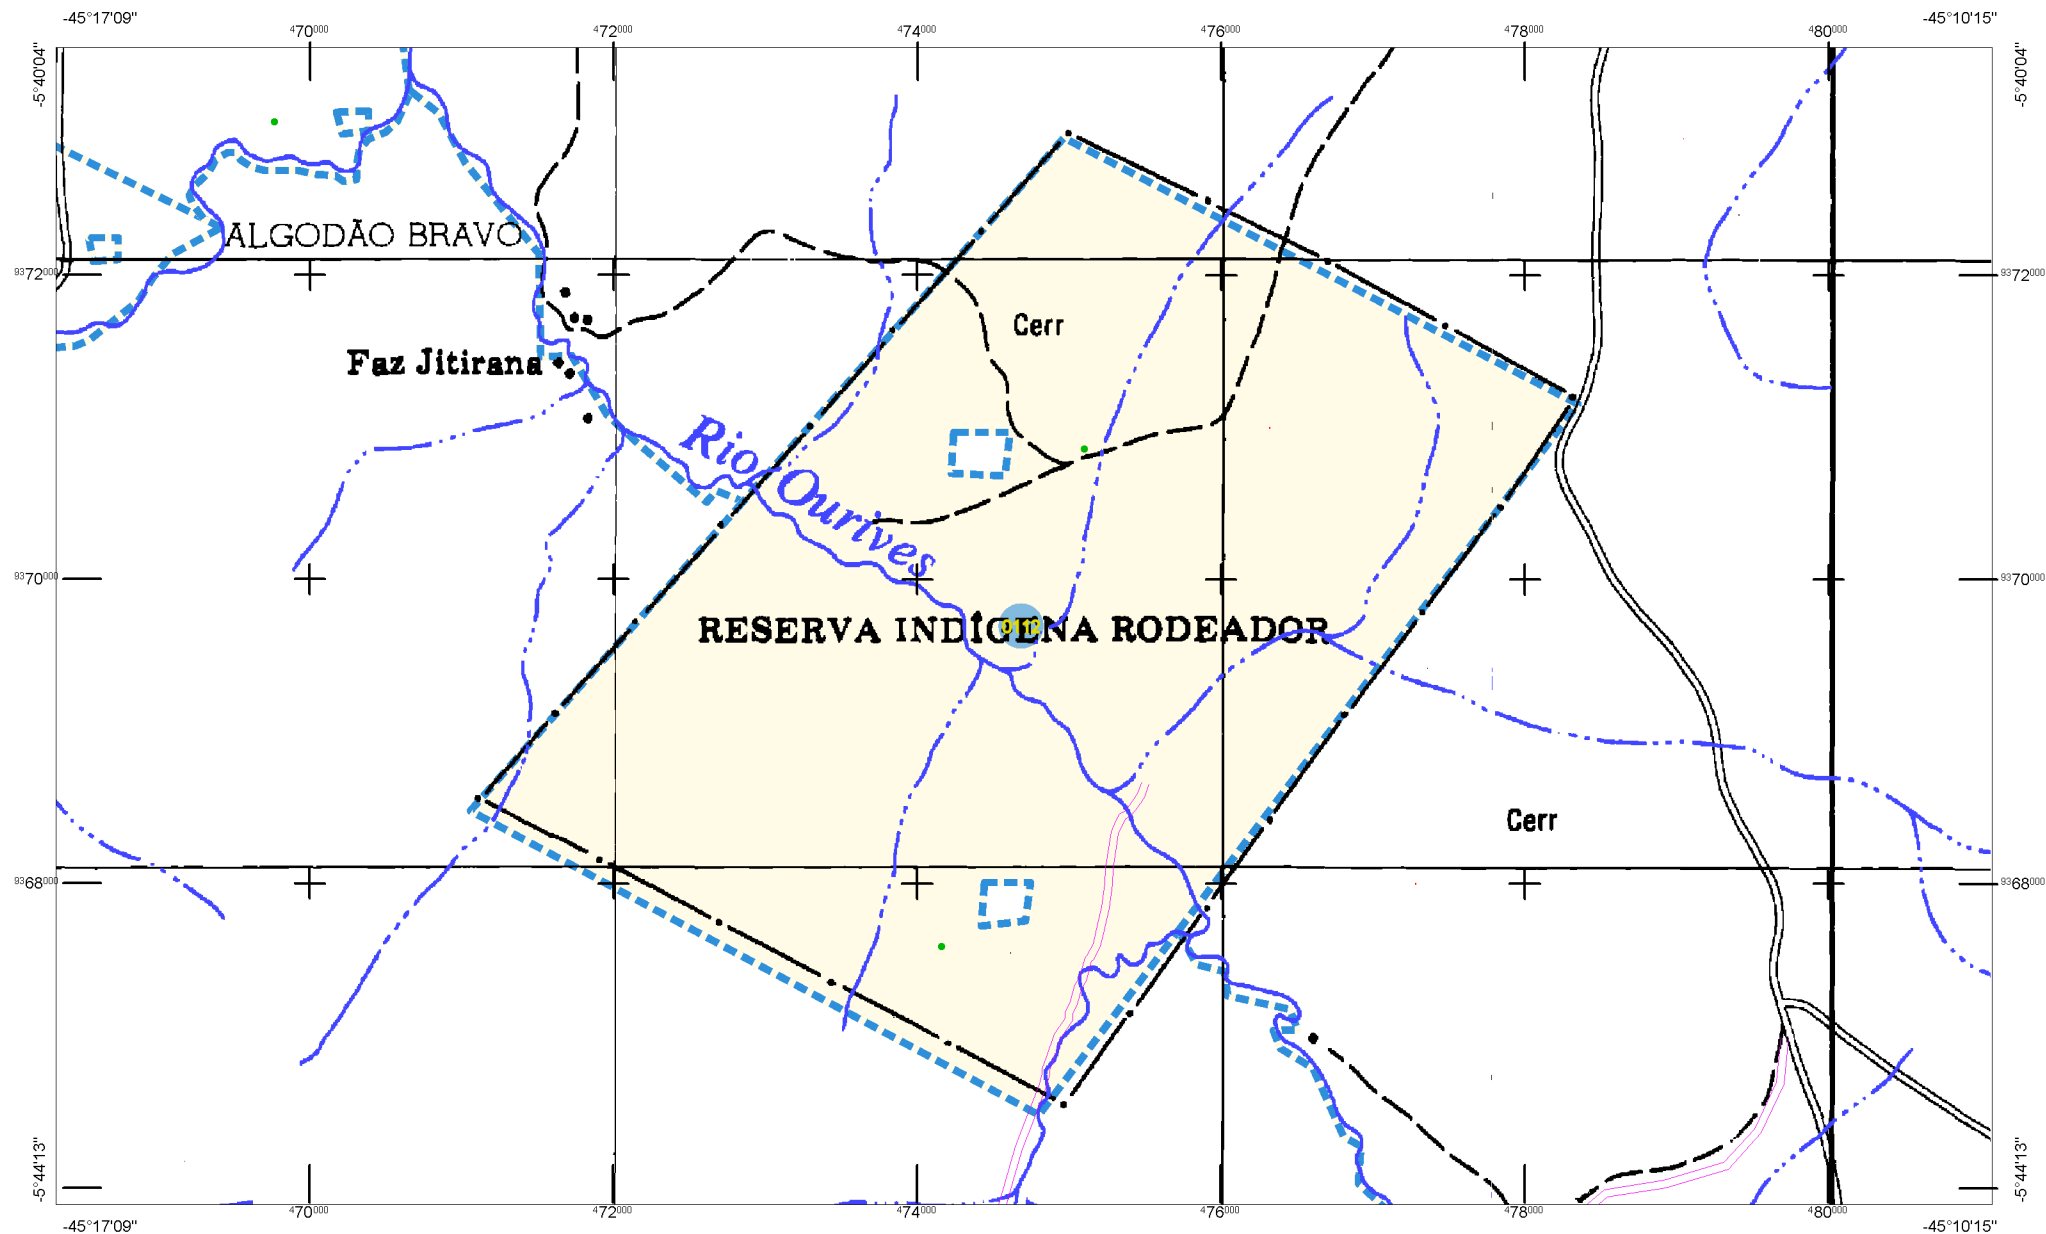 -45°17'09" -45°10'15"
470000 472000 474000 476000 478000 480000
-5°40'04" -5°40'04"
ALGODÃO BRAVO
9372000 9372000
Cerr
Faz Jitirana
Rio Ourives
9370000 9370000
RESERVA INDÍGENA RODEADOR
0112
Cerr
9368000 9368000
-5°44'13" -5°44'13"
470000 472000 474000 476000 478000 480000
-45°17'09" -45°10'15"